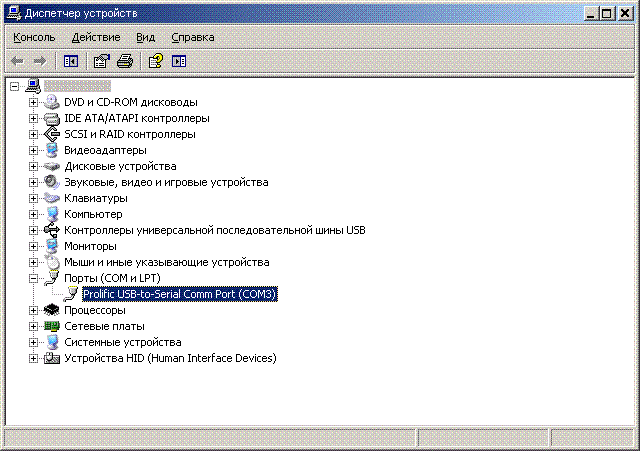 Диспетчер устройств
Консоль Действие Вид Справка
DVD и CD-ROM дисководы
IDE ATA/ATAPI контроллеры
SCSI и RAID контроллеры
Видеоадаптеры
Дисковые устройства
Звуковые, видео и игровые устройства
Клавиатуры
Компьютер
Контроллеры универсальной последовательной шины USB
Мониторы
Мыши и иные указывающие устройства
Порты (COM и LPT)
Prolific USB-to-Serial Comm Port (COM3)
Процессоры
Сетевые платы
Системные устройства
Устройства HID (Human Interface Devices)